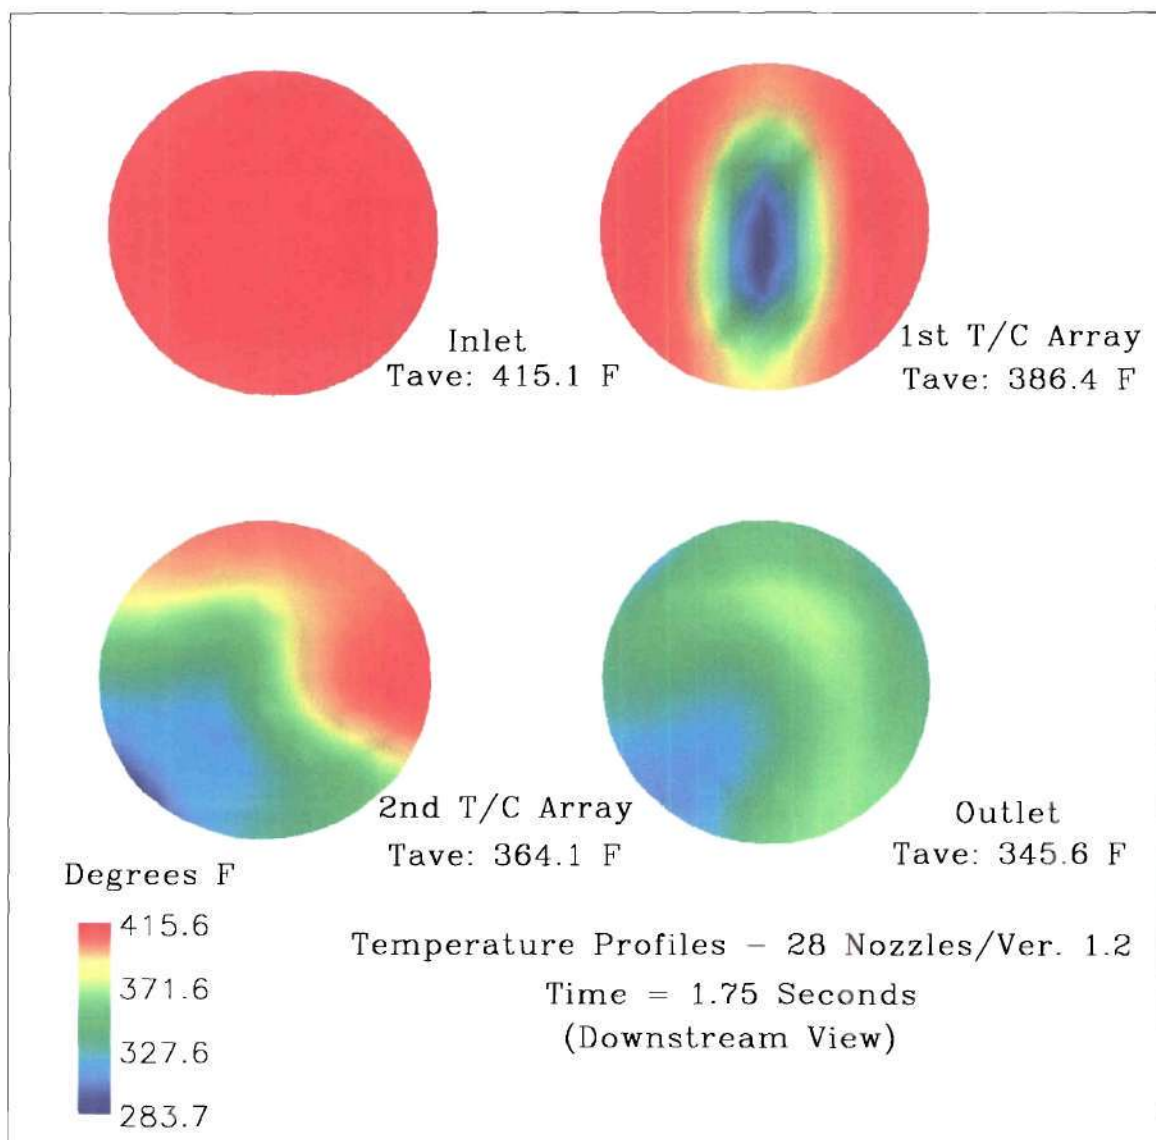 Inlet
Tave: 415.1 F
1st T/C Array
Tave: 386.4 F
2nd T/C Array
Tave: 364.1 F
Outlet
Tave: 345.6 F
Degrees F
415.6
371.6
327.6
283.7
Temperature Profiles – 28 Nozzles/Ver. 1.2
Time = 1.75 Seconds
(Downstream View)